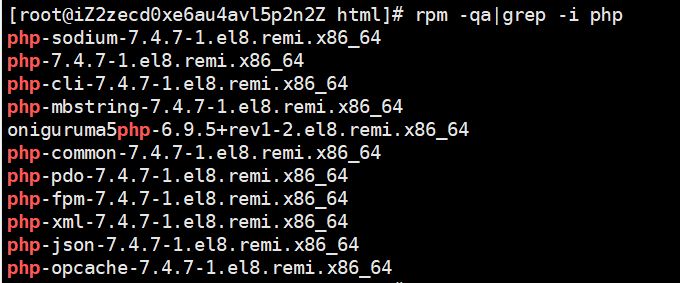 [root@iZ2zecd0xe6au4avl5p2n2Z html]# rpm -qa|grep -i php
php-sodium-7.4.7-1.el8.remi.x86_64
php-7.4.7-1.el8.remi.x86_64
php-cli-7.4.7-1.el8.remi.x86_64
php-mbstring-7.4.7-1.el8.remi.x86_64
oniguruma5php-6.9.5+rev1-2.el8.remi.x86_64
php-common-7.4.7-1.el8.remi.x86_64
php-pdo-7.4.7-1.el8.remi.x86_64
php-fpm-7.4.7-1.el8.remi.x86_64
php-xml-7.4.7-1.el8.remi.x86_64
php-json-7.4.7-1.el8.remi.x86_64
php-opcache-7.4.7-1.el8.remi.x86_64